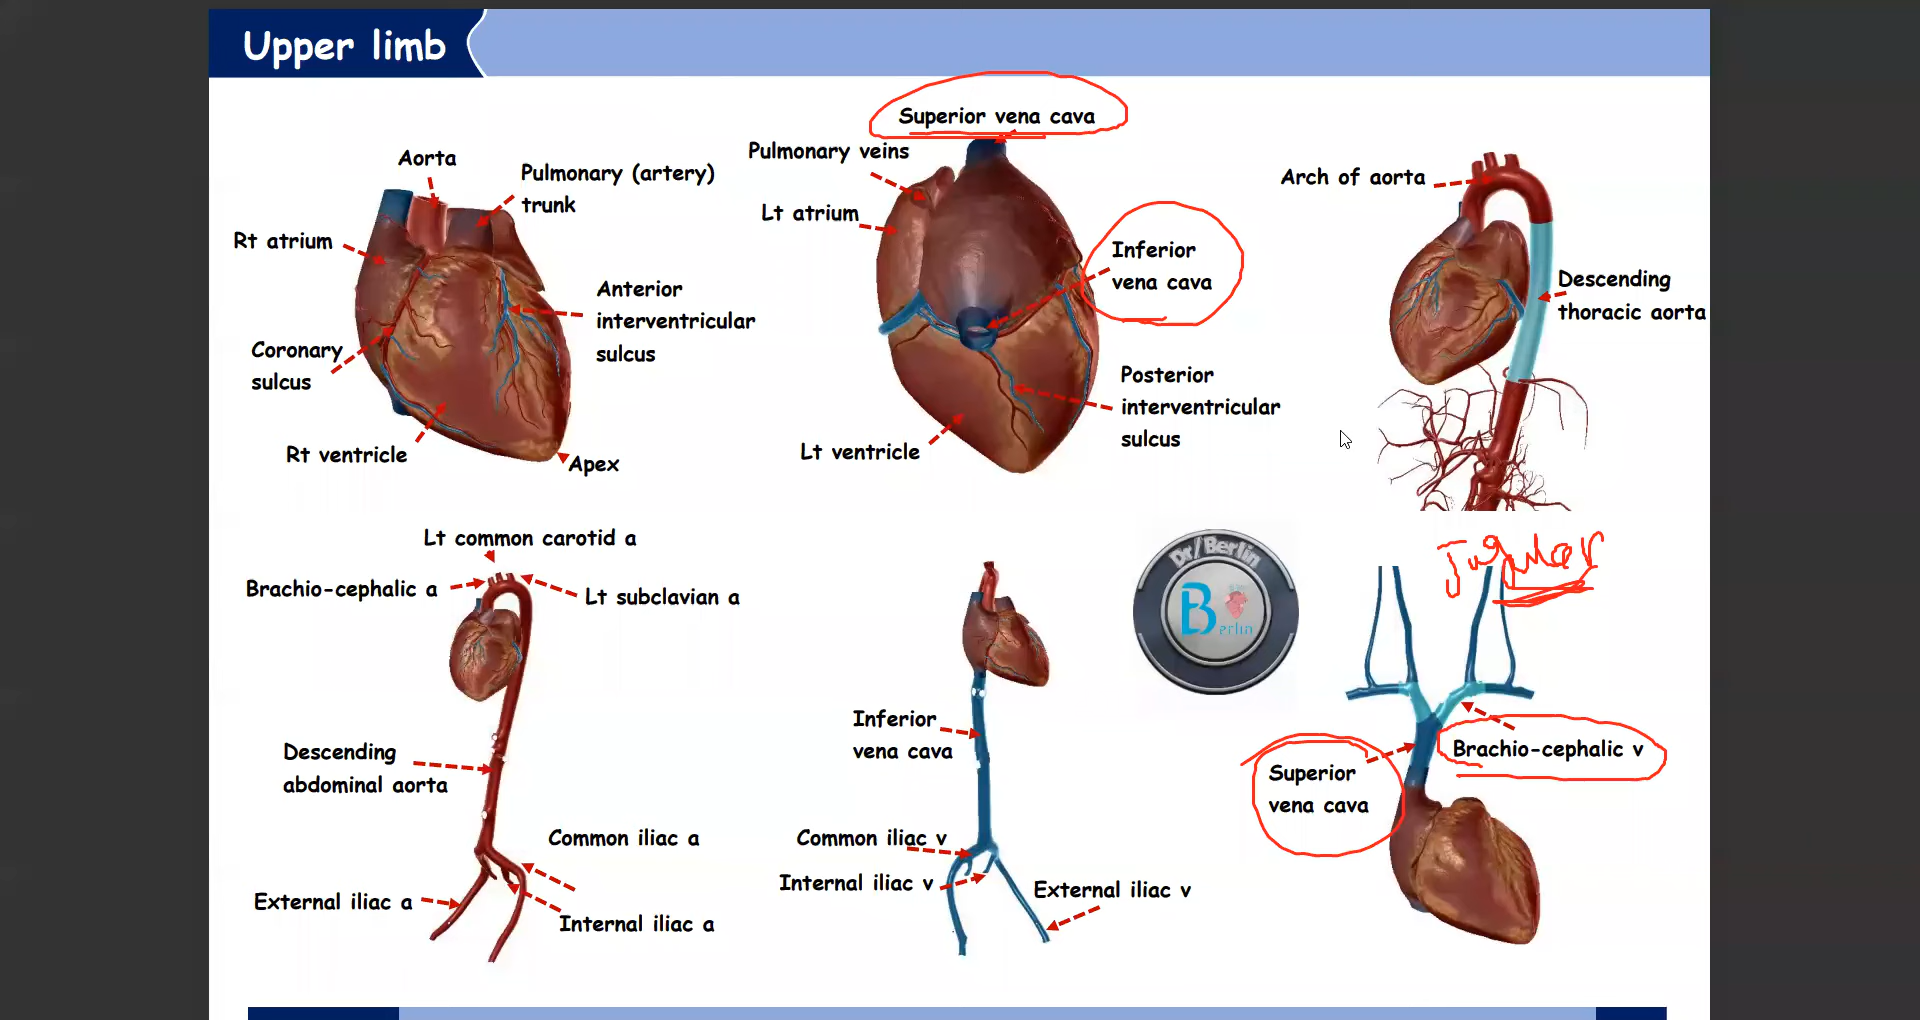 Upper limb
Superior vena cava
Aorta
Pulmonary (artery)
trunk
Rt atrium
Anterior
interventricular
sulcus
Coronary
sulcus
Rt ventricle
Apex
Pulmonary veins
Lt atrium
Inferior
vena cava
Posterior
interventricular
sulcus
Lt ventricle
Arch of aorta
Descending
thoracic aorta
Lt common carotid a
Brachio-cephalic a
Lt subclavian a
Descending
abdominal aorta
Common iliac a
External iliac a
Internal iliac a
Inferior
vena cava
Common iliac v
Internal iliac v
External iliac v
Dr/Berlin
Berlin
Jugular
Brachio-cephalic v
Superior
vena cava